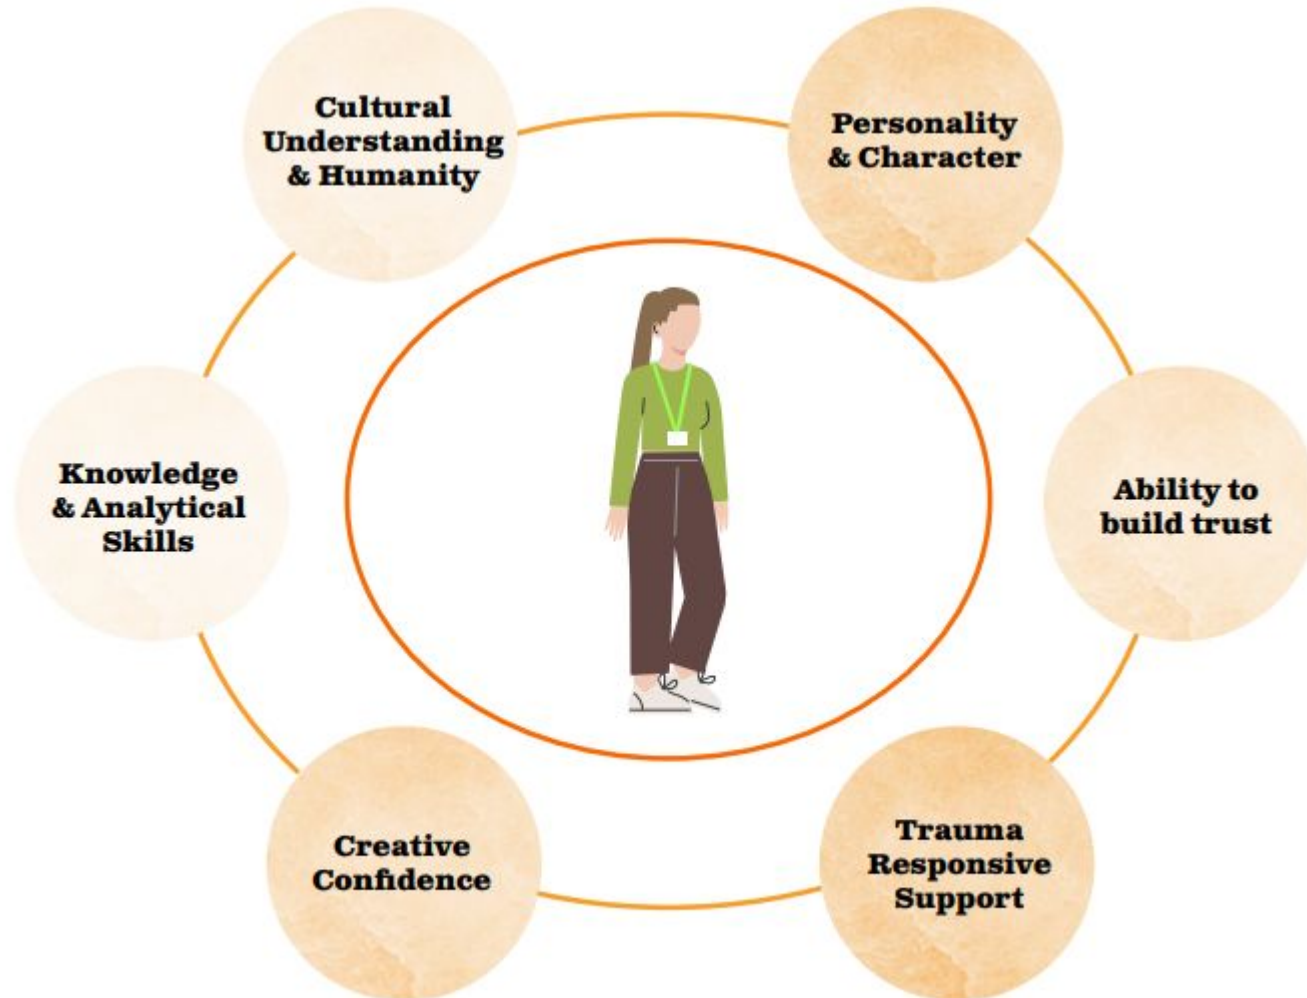 Cultural
Understanding
& Humanity
Personality
& Character
Knowledge
& Analytical
Skills
Ability to
build trust
Creative
Confidence
Trauma
Responsive
Support